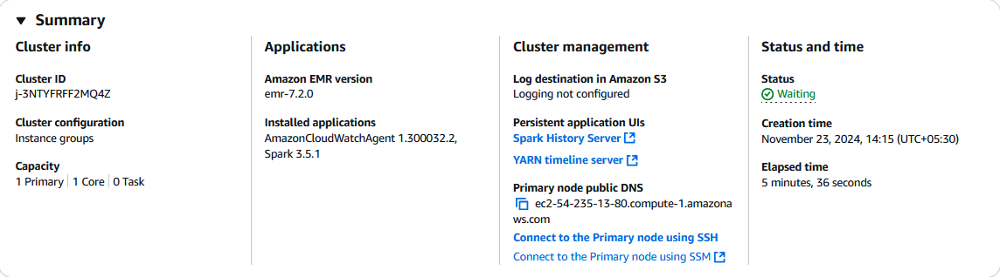 Summary
Cluster info
Cluster ID
j-3NTYFRFF2MQ4Z
Cluster configuration
Instance groups
Capacity
1 Primary | 1 Core | 0 Task
Applications
Amazon EMR version
emr-7.2.0
Installed applications
AmazonCloudWatchAgent 1.300032.2,
Spark 3.5.1
Cluster management
Log destination in Amazon S3
Logging not configured
Persistent application UIs
Spark History Server
YARN timeline server
Primary node public DNS
ec2-54-235-13-80.compute-1.amazona
ws.com
Connect to the Primary node using SSH
Connect to the Primary node using SSM
Status and time
Status
Waiting
Creation time
November 23, 2024, 14:15 (UTC+05:30)
Elapsed time
5 minutes, 36 seconds